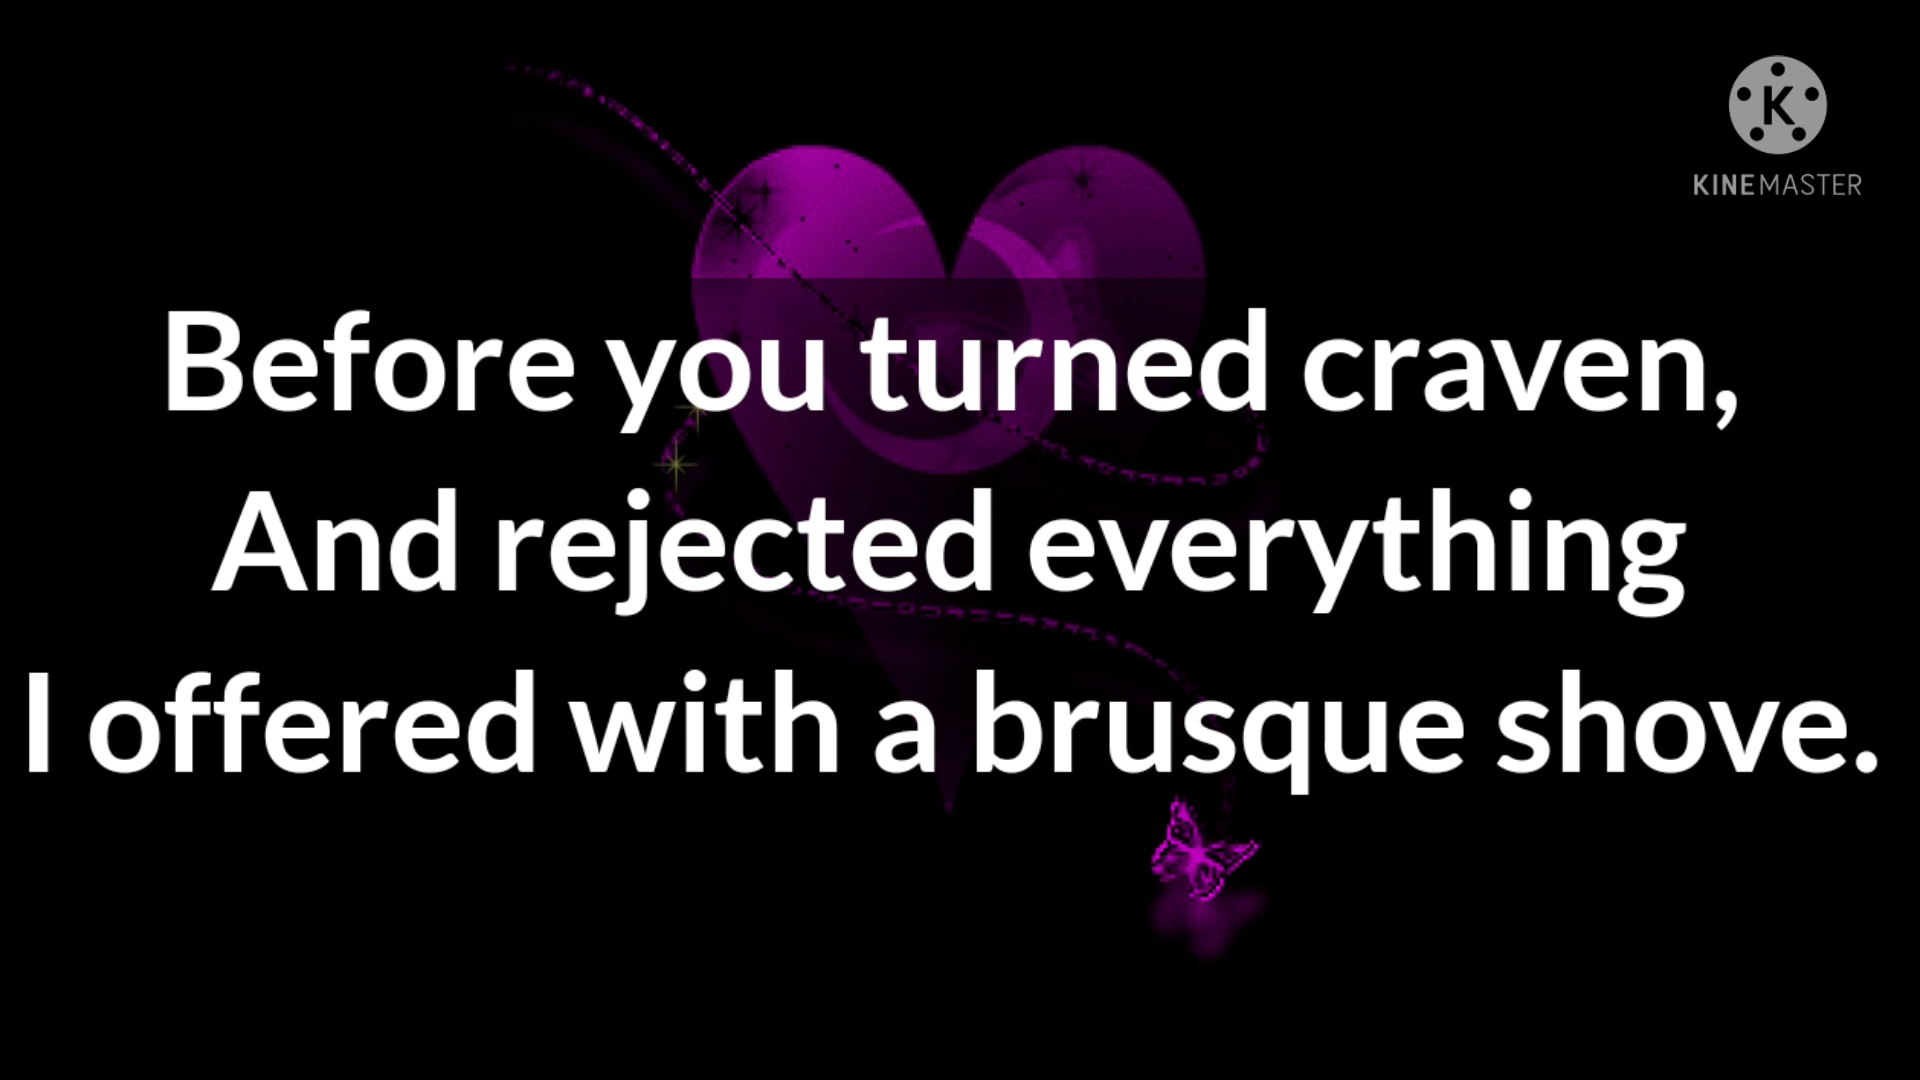 K
KINEMASTER
Before you turned craven,
And rejected everything
I offered with a brusque shove.